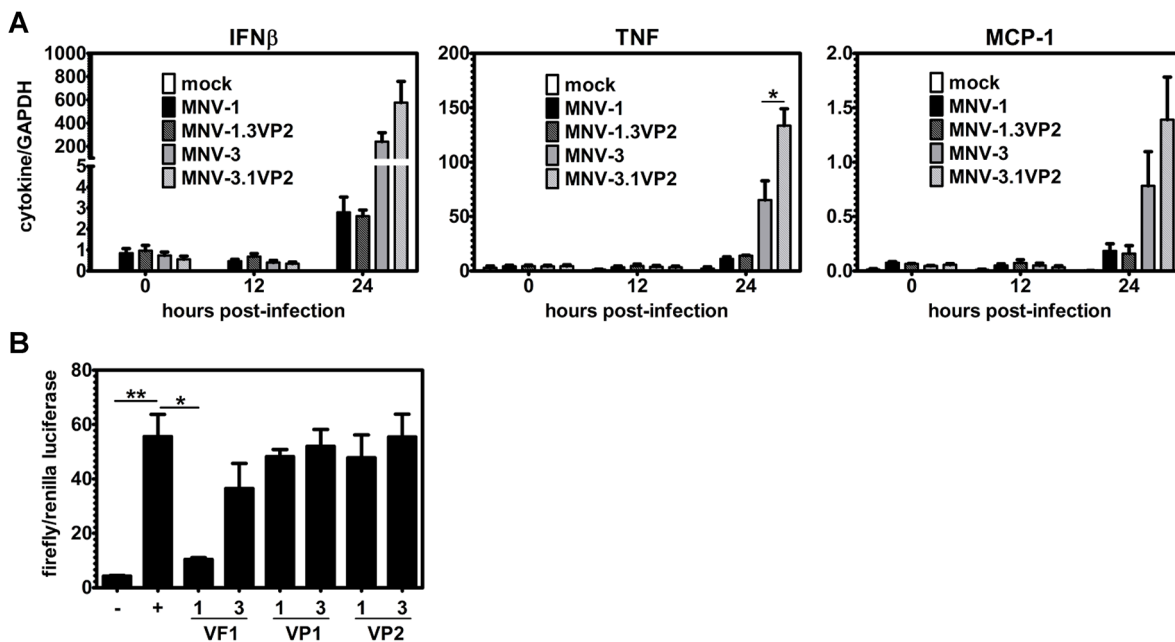 A
IFNβ
TNF
MCP-1
cytokine/GAPDH
1000
800
600
400
200
5
4
3
2
1
0
mock
MNV-1
MNV-1.3VP2
MNV-3
MNV-3.1VP2
0 12 24
hours post-infection
200
150
100
50
0
mock
MNV-1
MNV-1.3VP2
MNV-3
MNV-3.1VP2
*
0 12 24
hours post-infection
2.0
1.5
1.0
0.5
0.0
mock
MNV-1
MNV-1.3VP2
MNV-3
MNV-3.1VP2
0 12 24
hours post-infection
B
firefly/renilla luciferase
80
60
40
20
0
** *
- + 1 3 1 3 1 3
VF1 VP1 VP2